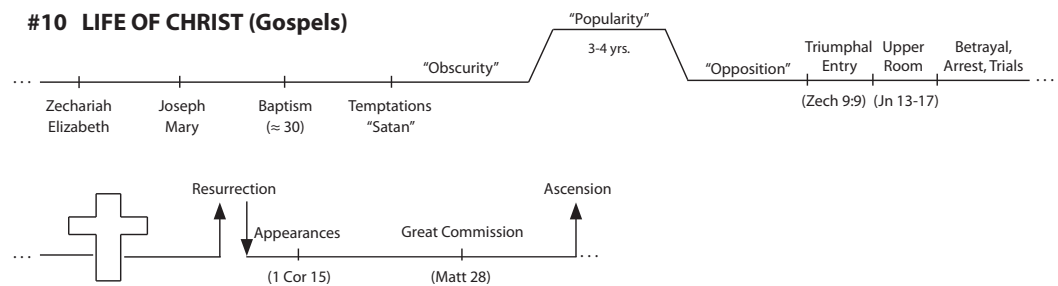 #10 LIFE OF CHRIST (Gospels)
“Popularity”
3-4 yrs.
“Obscurity”
“Opposition”
Triumphal
Entry
Upper
Room
Betrayal,
Arrest, Trials
...
...
Zechariah
Elizabeth
Joseph
Mary
Baptism
(≈ 30)
Temptations
“Satan”
(Zech 9:9)
(Jn 13-17)
Resurrection
Ascension
Appearances
Great Commission
...
...
(1 Cor 15)
(Matt 28)